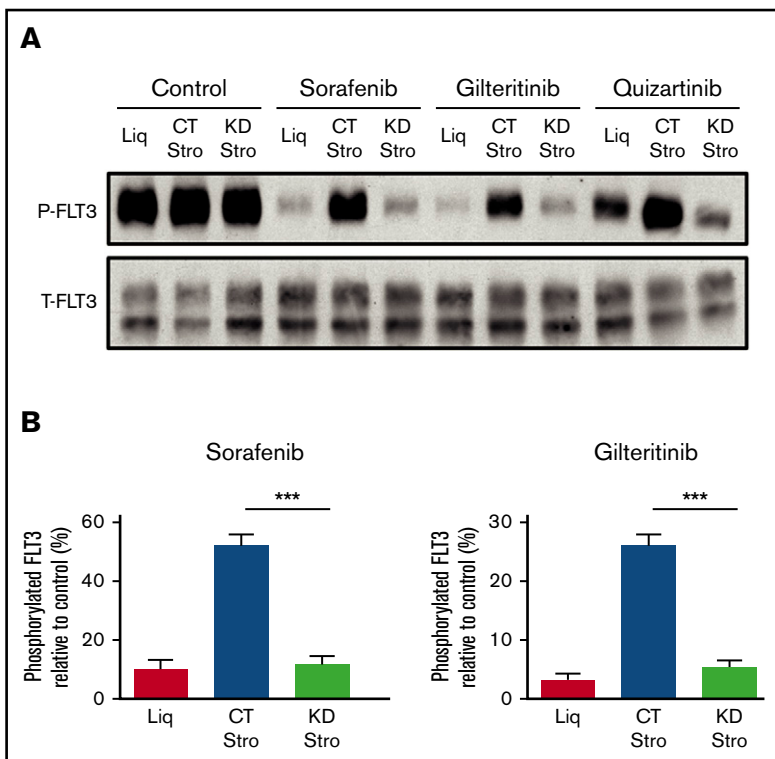 A
Control Sorafenib Gilteritinib Quizartinib
Liq CT Stro KD Stro Liq CT Stro KD Stro Liq CT Stro KD Stro Liq CT Stro KD Stro
P-FLT3
T-FLT3
B
Sorafenib
Phosphorylated FLT3
relative to control (%)
60
40
20
0
***
Liq CT Stro KD Stro
Gilteritinib
Phosphorylated FLT3
relative to control (%)
30
20
10
0
***
Liq CT Stro KD Stro